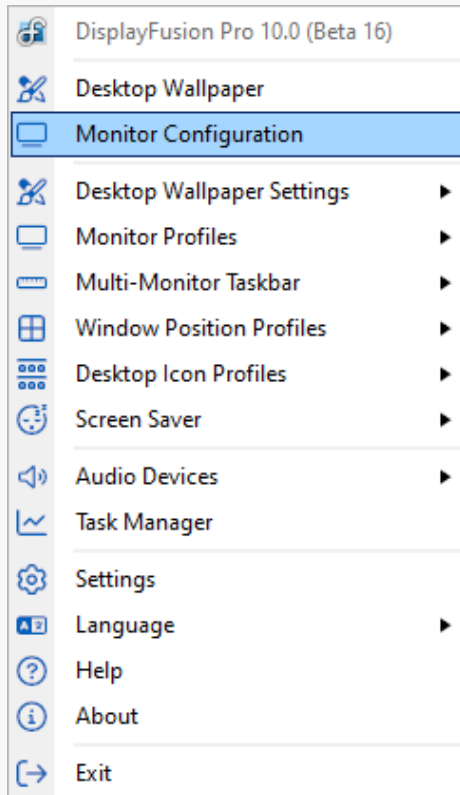 DisplayFusion Pro 10.0 (Beta 16)
Desktop Wallpaper
Monitor Configuration
Desktop Wallpaper Settings
Monitor Profiles
Multi-Monitor Taskbar
Window Position Profiles
Desktop Icon Profiles
Screen Saver
Audio Devices
Task Manager
Settings
Language
Help
About
Exit